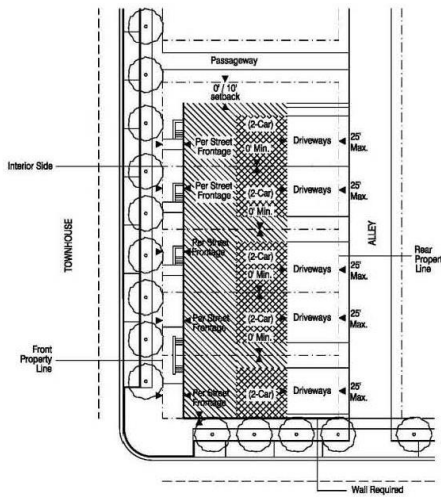 Passageway
0' / 10'
setback
(2-Car)
Per Street
Frontage
Driveways
25'
Max.
0' Min.
Interior Side
Per Street
Frontage
(2-Car)
Driveways
25'
Max.
0' Min.
TOWNHOUSE
ALLEY
Per Street
Frontage
(2-Car)
Driveways
25'
Max.
Rear
Property
Line
0' Min.
Per Street
Frontage
(2-Car)
Driveways
25'
Max.
0' Min.
Front
Property
Line
Per Street
Frontage
(2-Car)
Driveways
25'
Max.
Wall Required